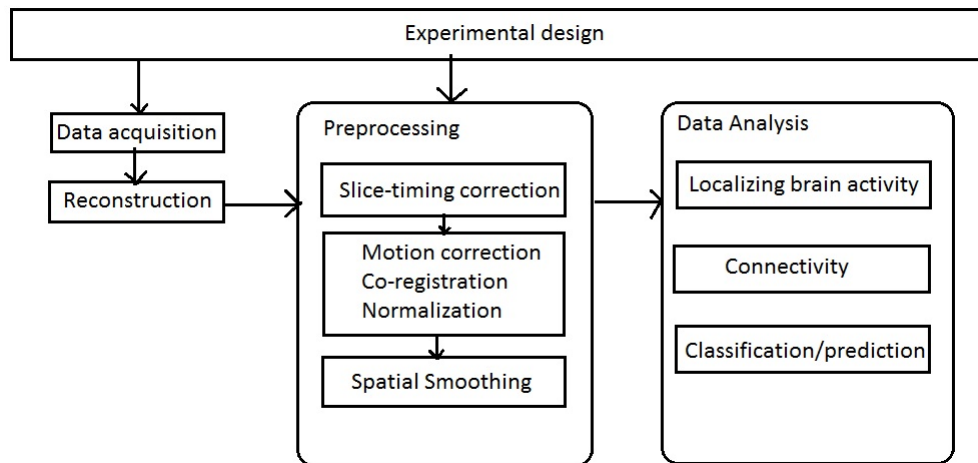 Experimental design
Data acquisition
Reconstruction
Preprocessing
Slice-timing correction
Motion correction
Co-registration
Normalization
Spatial Smoothing
Data Analysis
Localizing brain activity
Connectivity
Classification/prediction